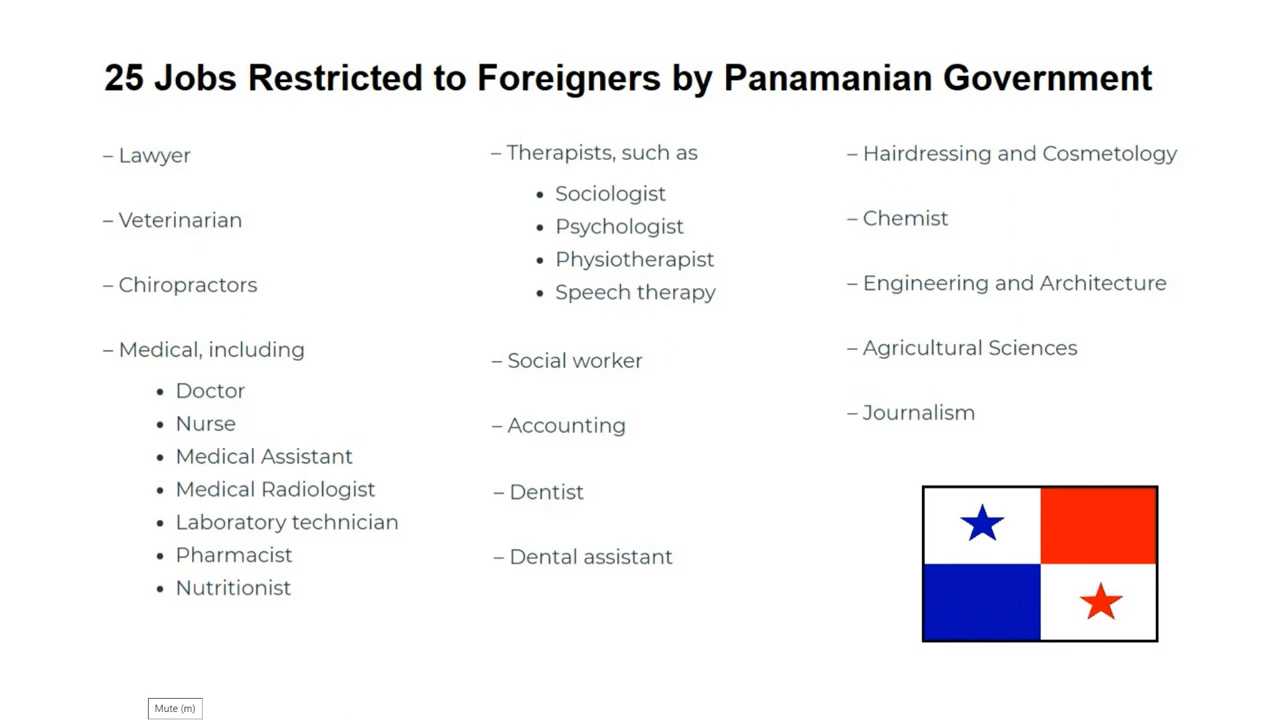 25 Jobs Restricted to Foreigners by Panamanian Government
– Lawyer
– Veterinarian
– Chiropractors
– Medical, including
• Doctor
• Nurse
• Medical Assistant
• Medical Radiologist
• Laboratory technician
• Pharmacist
• Nutritionist
– Therapists, such as
• Sociologist
• Psychologist
• Physiotherapist
• Speech therapy
– Social worker
– Accounting
– Dentist
– Dental assistant
– Hairdressing and Cosmetology
– Chemist
– Engineering and Architecture
– Agricultural Sciences
– Journalism
Mute (m)